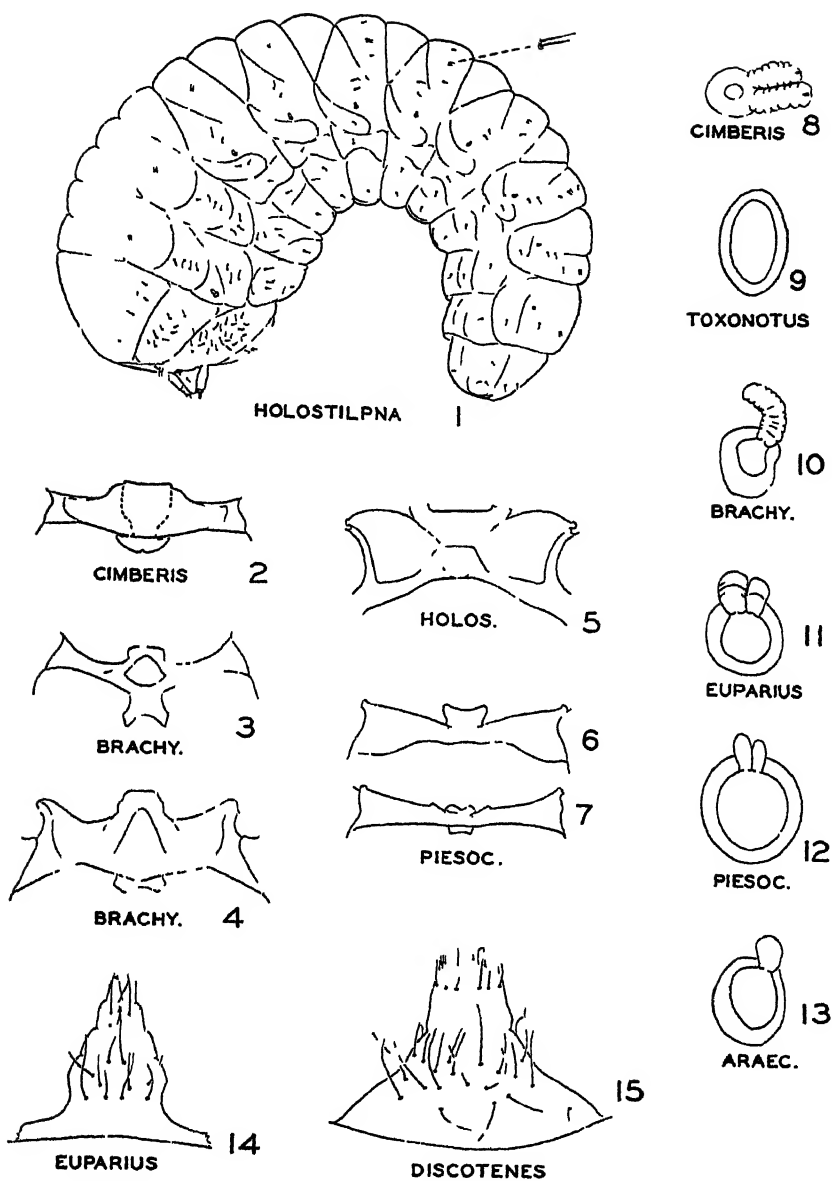 HOLOSTILPNA 1
CIMBERIS 2
BRACHY. 3
BRACHY. 4
HOLOS. 5
6
7
PIESOC.
CIMBERIS 8
9
TOXONOTUS
10
BRACHY.
11
EUPARIUS
12
PIESOC.
13
ARAEC.
14
EUPARIUS
15
DISCOTENES